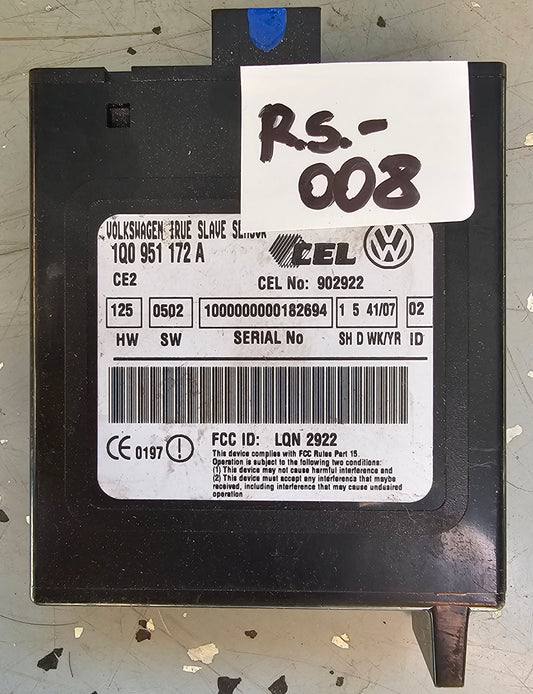 R.S.-
008
VOLKSWAGEN IRUE SLAVE SENSOR
1Q0 951 172 A
CEL
CE2
CEL No: 902922
125 0502 1000000000182694 1 5 41/07 02
HW SW SERIAL No SH D WK/YR ID
CE 0197
FCC ID: LQN 2922
This device complies with FCC Rules Part 15.
Operation is subject to the following two conditions:
(1) This device may not cause harmful interference and
(2) This device must accept any interference that maybe
received, including interference that may cause undesired
operation